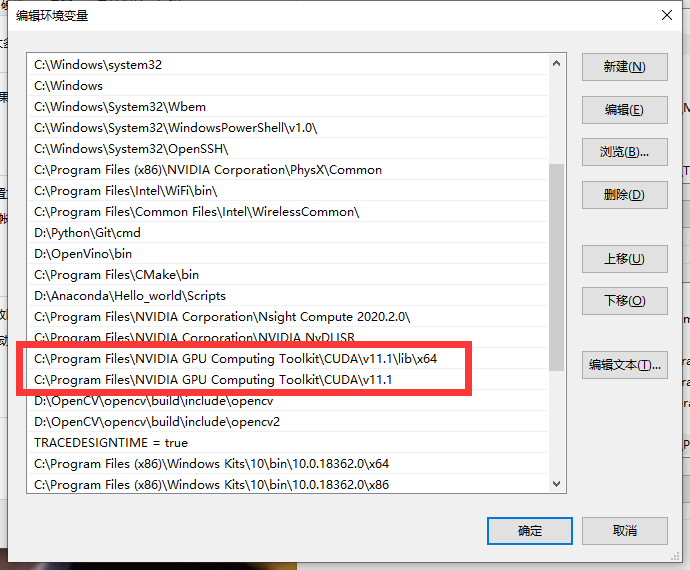 编辑环境变量
C:\Windows\system32
C:\Windows
C:\Windows\System32\Wbem
C:\Windows\System32\WindowsPowerShell\v1.0\
C:\Windows\System32\OpenSSH\
C:\Program Files (x86)\NVIDIA Corporation\PhysX\Common
C:\Program Files\Intel\WiFi\bin\
C:\Program Files\Common Files\Intel\WirelessCommon\
D:\Python\Git\cmd
D:\OpenVino\bin
C:\Program Files\CMake\bin
D:\Anaconda\Hello_world\Scripts
C:\Program Files\NVIDIA Corporation\Nsight Compute 2020.2.0\
C:\Program Files\NVIDIA Corporation\NVIDIA NvDLISR
C:\Program Files\NVIDIA GPU Computing Toolkit\CUDA\v11.1\lib\x64
C:\Program Files\NVIDIA GPU Computing Toolkit\CUDA\v11.1
D:\OpenCV\opencv\build\include\opencv
D:\OpenCV\opencv\build\include\opencv2
TRACEDESIGNTIME = true
C:\Program Files (x86)\Windows Kits\10\bin\10.0.18362.0\x64
C:\Program Files (x86)\Windows Kits\10\bin\10.0.18362.0\x86
新建(N)
编辑(E)
浏览(B)...
删除(D)
上移(U)
下移(O)
编辑文本(T)...
确定
取消